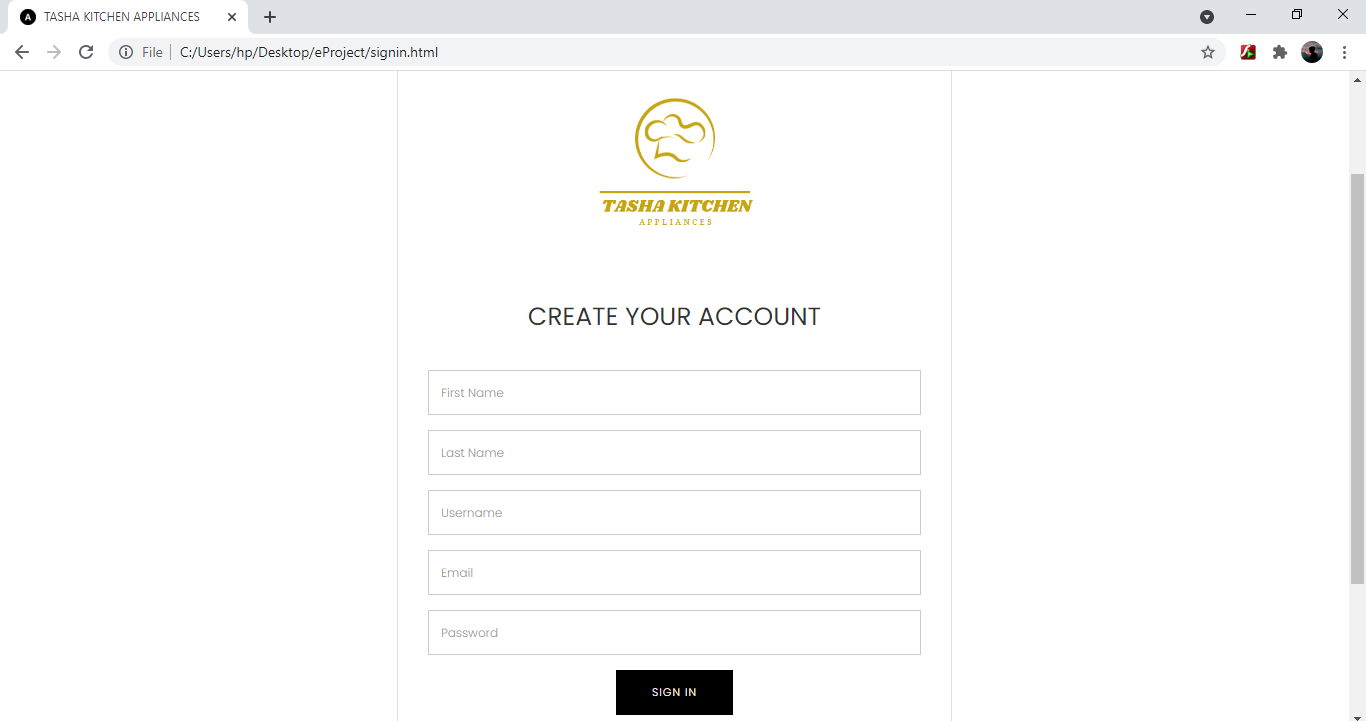 A TASHA KITCHEN APPLIANCES
File C:/Users/hp/Desktop/eProject/signin.html
TASHA KITCHEN
APPLIANCES
CREATE YOUR ACCOUNT
First Name
Last Name
Username
Email
Password
SIGN IN